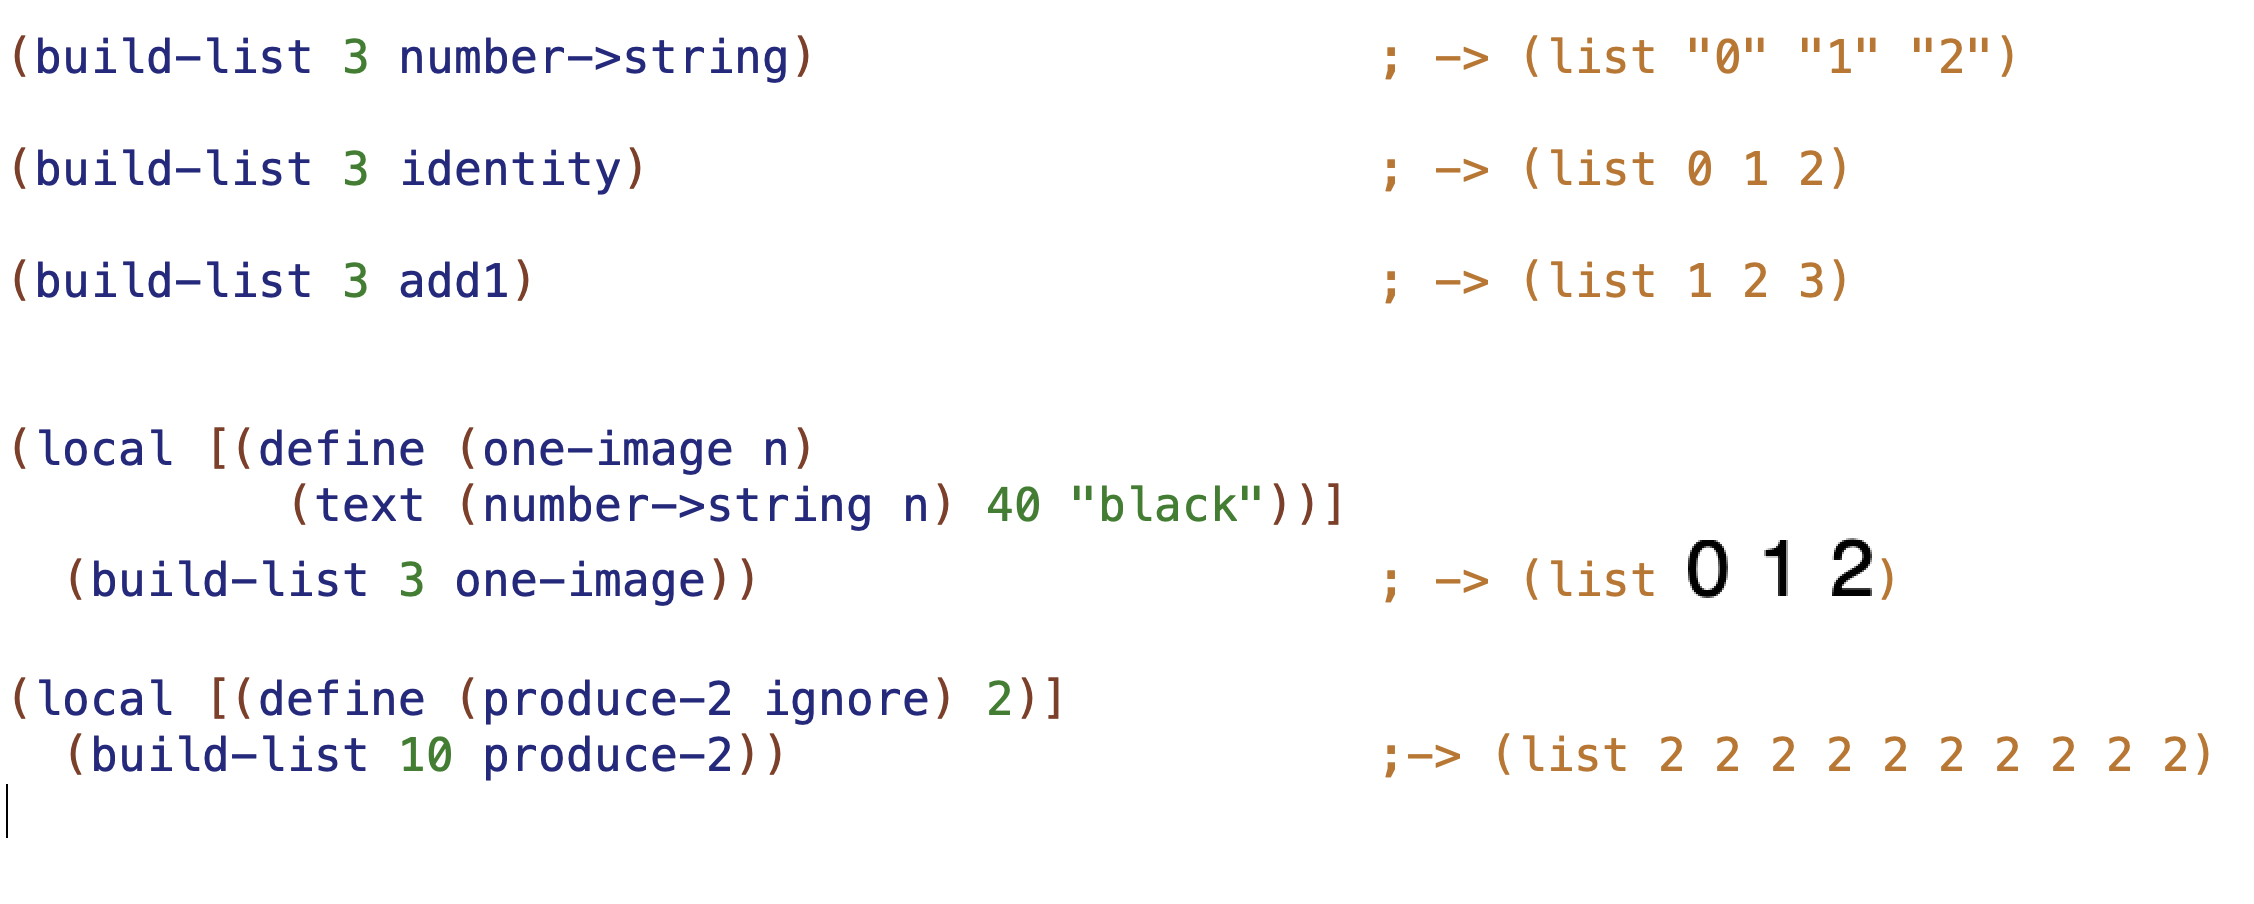 (build-list 3 number->string) ; -> (list "0" "1" "2")
(build-list 3 identity) ; -> (list 0 1 2)
(build-list 3 add1) ; -> (list 1 2 3)
(local [(define (one-image n)
(text (number->string n) 40 "black"))]
(build-list 3 one-image)) ; -> (list 0 1 2)
(local [(define (produce-2 ignore) 2)]
(build-list 10 produce-2)) ;-> (list 2 2 2 2 2 2 2 2 2 2)